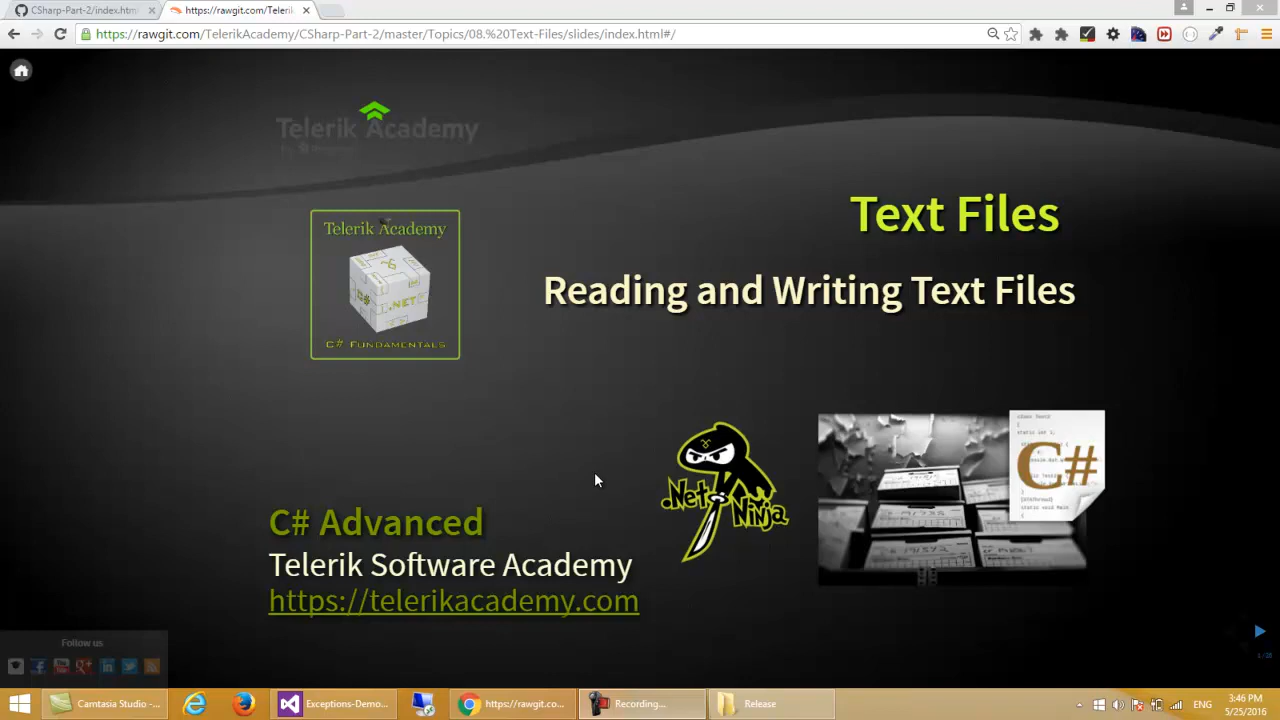 CSharp-Part-2/index.htm
https://rawgit.com/Teleri
https://rawgit.com/TelerikAcademy/CSharp-Part-2/master/Topics/08.%20Text-Files/slides/index.html#/
Telerik Academy
Telerik Academy
C#
.NET
C# Fundamentals
Text Files
Reading and Writing Text Files
.Net Ninja
C#
C# Advanced
Telerik Software Academy
https://telerikacademy.com
Follow us
Camtasia Studio -...
Exceptions-Demo...
https://rawgit.co...
Recording...
Release
ENG
3:46 PM
5/25/2016